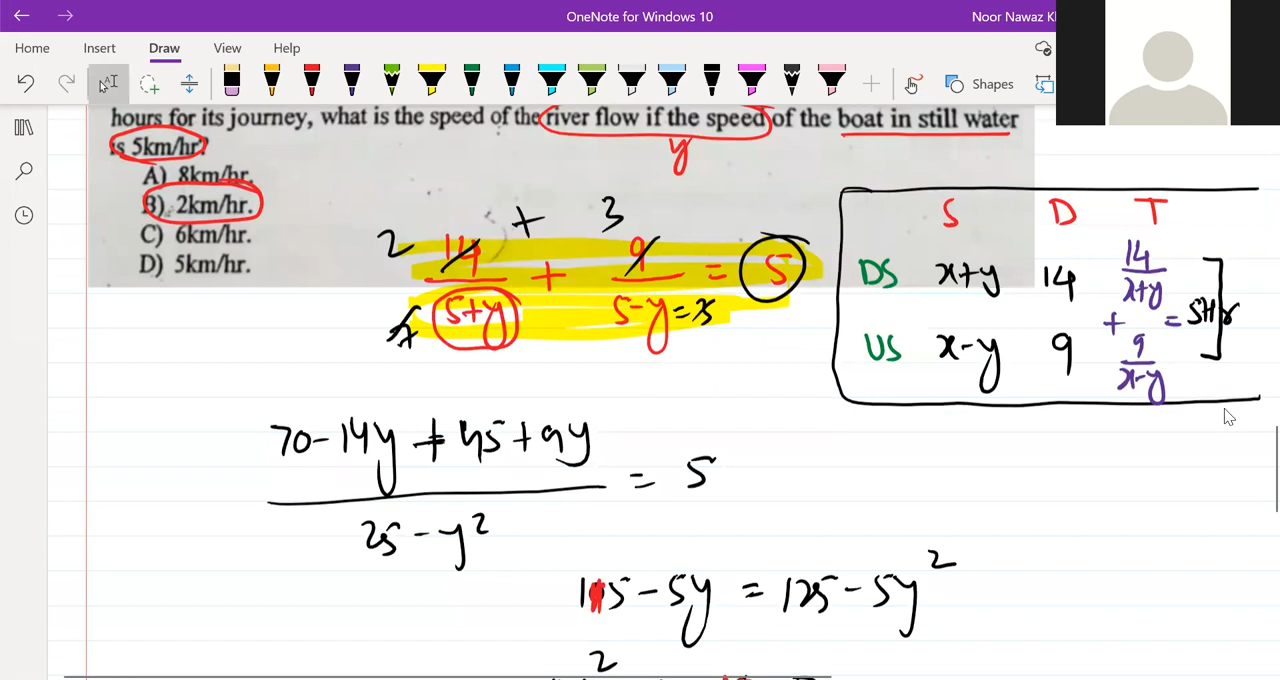 OneNote for Windows 10
Noor Nawaz Kh
Home Insert Draw View Help
Shapes
hours for its journey, what is the speed of the river flow if the speed of the boat in still water
is 5km/hr?
y
A) 8km/hr.
B) 2km/hr.
C) 6km/hr.
D) 5km/hr.
2 + 3
14 + 9 = 5
7 5+y 5-y=3
S D T
DS x+y 14 14/x+y
+ = 5Hr
US x-y 9 9/x-y
70-14y+45+9y
= 5
25-y²
115-5y = 125-5y²
2